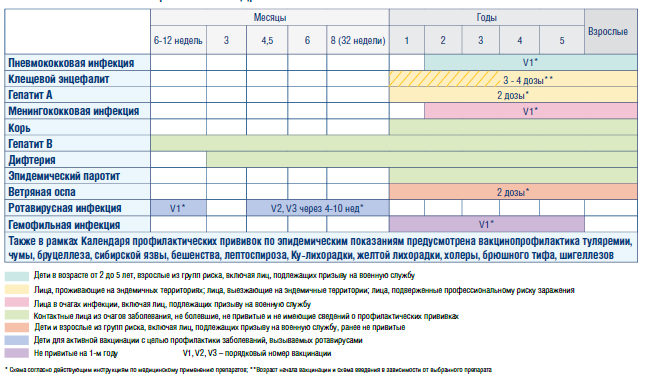 Месяцы Годы Взрослые
6-12 недель 3 4,5 6 8 (32 недели) 1 2 3 4 5
Пневмококковая инфекция V1*
Клещевой энцефалит 3 - 4 дозы**
Гепатит А 2 дозы*
Менингококковая инфекция V1*
Корь
Гепатит В
Дифтерия
Эпидемический паротит
Ветряная оспа 2 дозы*
Ротавирусная инфекция V1* V2, V3 через 4-10 нед*
Гемофильная инфекция V1*
Также в рамках Календаря профилактических прививок по эпидемическим показаниям предусмотрена вакцинопрофилактика туляремии,
чумы, бруцеллеза, сибирской язвы, бешенства, лептоспироза, Ку-лихорадки, желтой лихорадки, холеры, брюшного тифа, шигеллезов
Дети в возрасте от 2 до 5 лет, взрослые из групп риска, включая лиц, подлежащих призыву на военную службу
Лица, проживающие на эндемичных территориях; лица, выезжающие на эндемичные территории; лица, подверженные профессиональному риску заражения
Лица в очагах инфекции, включая лиц, подлежащих призыву на военную службу
Контактные лица из очагов заболевания, не болевшие, не привитые и не имеющие сведений о профилактических прививках
Дети и взрослые из групп риска, включая лиц, подлежащих призыву на военную службу, ранее не привитые
Дети для активной вакцинации с целью профилактики заболеваний, вызываемых ротавирусами
Не привитые на 1-м году V1, V2, V3 – порядковый номер вакцинации
* Схема согласно действующим инструкциям по медицинскому применению препаратов; **Возраст начала вакцинации и схема введения в зависимости от выбранного препарата